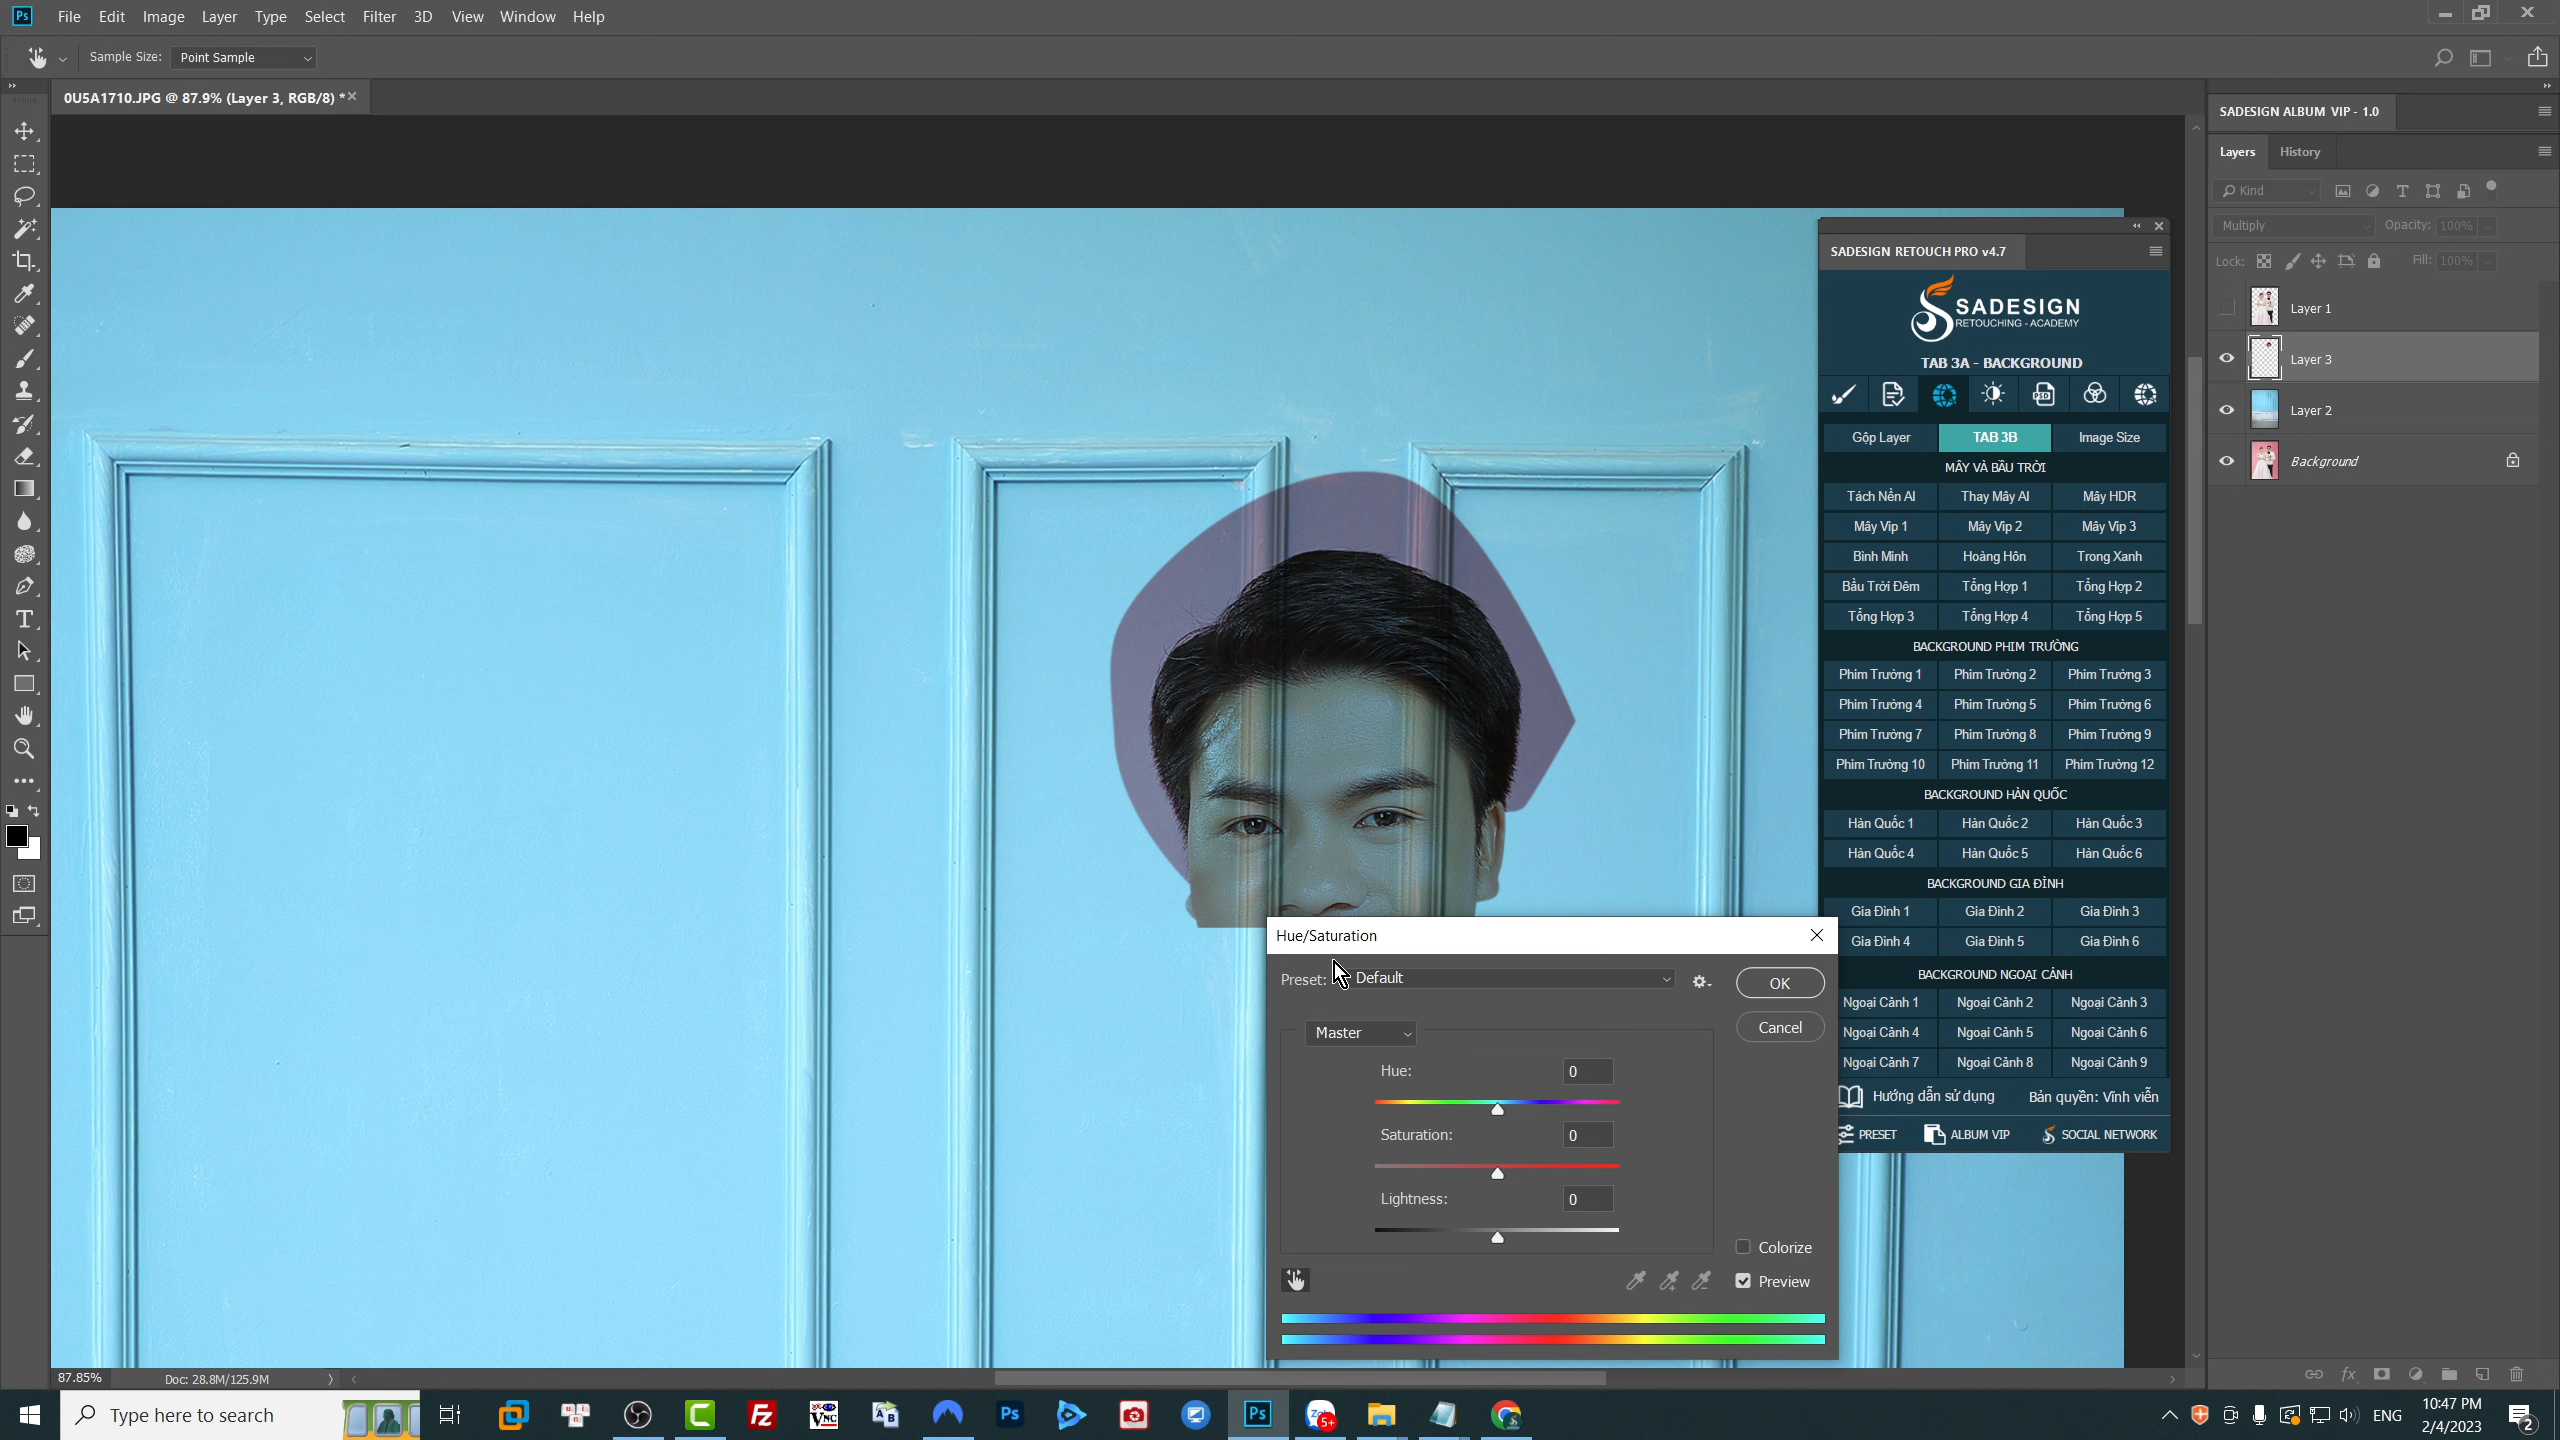 Ps File Edit Image Layer Type Select Filter 3D View Window Help
Sample Size: Point Sample
0U5A1710.JPG @ 87.9% (Layer 3, RGB/8) *
SADESIGN ALBUM VIP - 1.0
Layers History
Kind
Multiply Opacity: 100%
Lock: Fill: 100%
Layer 1
Layer 3
Layer 2
Background
SADESIGN RETOUCH PRO v4.7
SADESIGN
RETOUCHING - ACADEMY
TAB 3A - BACKGROUND
PSD
Gộp Layer TAB 3B Image Size
MÂY VÀ BẦU TRỜI
Tách Nền AI Thay Mây AI Mây HDR
Mây Vip 1 Mây Vip 2 Mây Vip 3
Bình Minh Hoàng Hôn Trong Xanh
Bầu Trời Đêm Tổng Hợp 1 Tổng Hợp 2
Tổng Hợp 3 Tổng Hợp 4 Tổng Hợp 5
BACKGROUND PHIM TRƯỜNG
Phim Trường 1 Phim Trường 2 Phim Trường 3
Phim Trường 4 Phim Trường 5 Phim Trường 6
Phim Trường 7 Phim Trường 8 Phim Trường 9
Phim Trường 10 Phim Trường 11 Phim Trường 12
BACKGROUND HÀN QUỐC
Hàn Quốc 1 Hàn Quốc 2 Hàn Quốc 3
Hàn Quốc 4 Hàn Quốc 5 Hàn Quốc 6
BACKGROUND GIA ĐÌNH
Gia Đình 1 Gia Đình 2 Gia Đình 3
Gia Đình 4 Gia Đình 5 Gia Đình 6
BACKGROUND NGOẠI CẢNH
Ngoại Cảnh 1 Ngoại Cảnh 2 Ngoại Cảnh 3
Ngoại Cảnh 4 Ngoại Cảnh 5 Ngoại Cảnh 6
Ngoại Cảnh 7 Ngoại Cảnh 8 Ngoại Cảnh 9
Hướng dẫn sử dụng Bản quyền: Vĩnh viễn
PRESET ALBUM VIP SOCIAL NETWORK
Hue/Saturation
Preset: Default
OK
Cancel
Master
Hue: 0
Saturation: 0
Lightness: 0
Colorize
Preview
87.85% Doc: 28.8M/125.9M
Type here to search
ENG
10:47 PM
2/4/2023
2